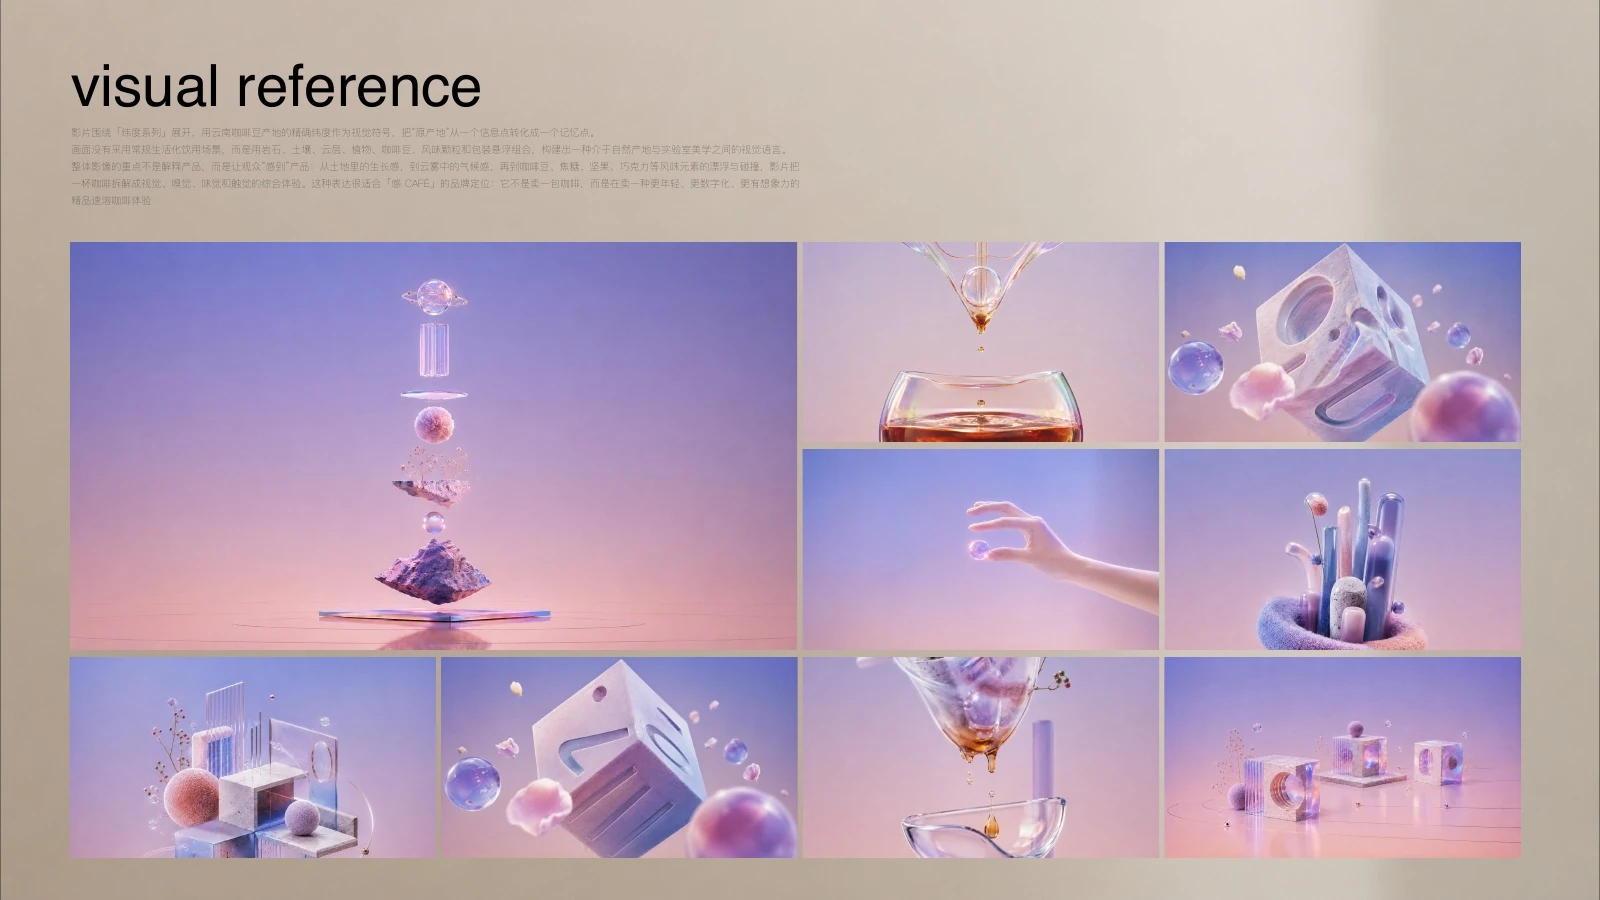 visual reference
影片围绕「纬度系列」展开，用云南咖啡豆产地的精确纬度作为视觉符号，把“原产地”从一个信息点转化成一个记忆点。
画面没有采用常规生活化饮用场景，而是用岩石、土壤、云层、植物、咖啡豆、风味颗粒和包装悬浮组合，构建出一种介于自然产地与实验室美学之间的视觉语言。
整体影像的重点不是解释产品，而是让观众“感到”产品：从土地里的生长感，到云雾中的气候感，再到咖啡豆、焦糖、坚果、巧克力等风味元素的漂浮与碰撞，影片把
一杯咖啡拆解成视觉、嗅觉、味觉和触觉的综合体验。这种表达很适合「感 CAFE」的品牌定位：它不是卖一包咖啡，而是在卖一种更年轻、更数字化、更有想象力的
精品速溶咖啡体验